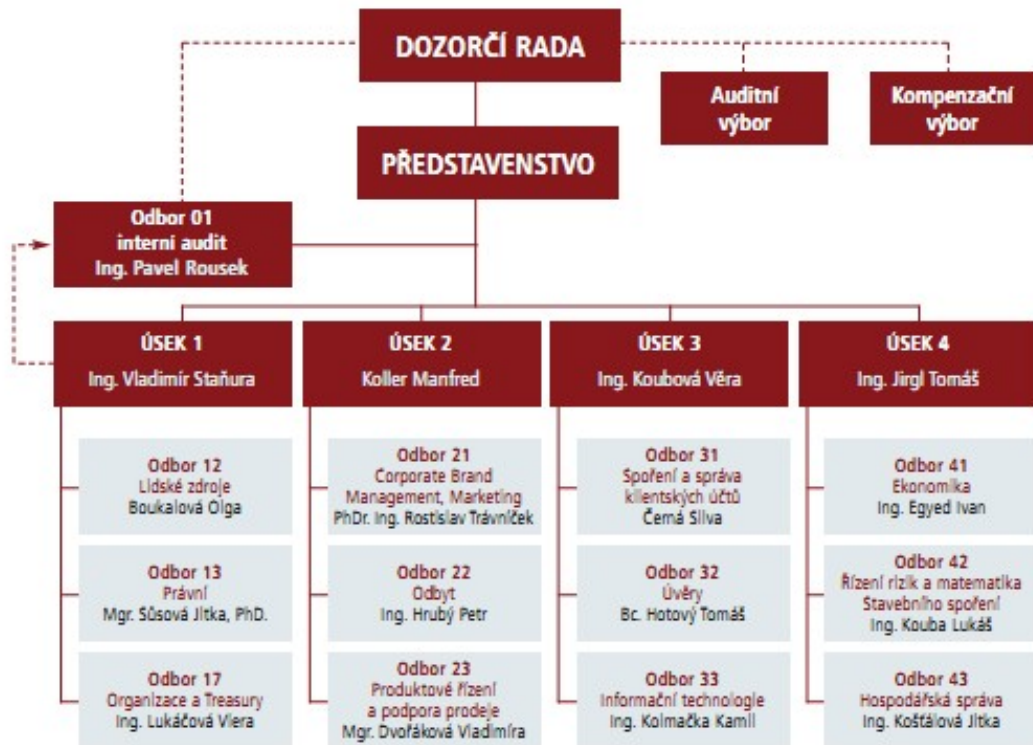 DOZORČÍ RADA
Auditní
výbor
Kompenzační
výbor
PŘEDSTAVENSTVO
Odbor 01
interní audit
Ing. Pavel Rousek
ÚSEK 1
Ing. Vladimír Staňura
ÚSEK 2
Koller Manfred
ÚSEK 3
Ing. Koubová Věra
ÚSEK 4
Ing. Jirgl Tomáš
Odbor 12
Lidské zdroje
Boukalová Olga
Odbor 21
Corporate Brand
Management, Marketing
PhDr. Ing. Rostislav Trávníček
Odbor 31
Spoření a správa
klientských účtů
Černá Silva
Odbor 41
Ekonomika
Ing. Egyed Ivan
Odbor 13
Právní
Mgr. Sůsová Jitka, PhD.
Odbor 22
Odbyt
Ing. Hrubý Petr
Odbor 32
Úvěry
Bc. Hotový Tomáš
Odbor 42
Řízení rizik a matematika
Stavebního spoření
Ing. Kouba Lukáš
Odbor 17
Organizace a Treasury
Ing. Lukáčová Viera
Odbor 23
Produktové řízení
a podpora prodeje
Mgr. Dvořáková Vladimíra
Odbor 33
Informační technologie
Ing. Kolmačka Kamil
Odbor 43
Hospodářská správa
Ing. Košťálová Jitka